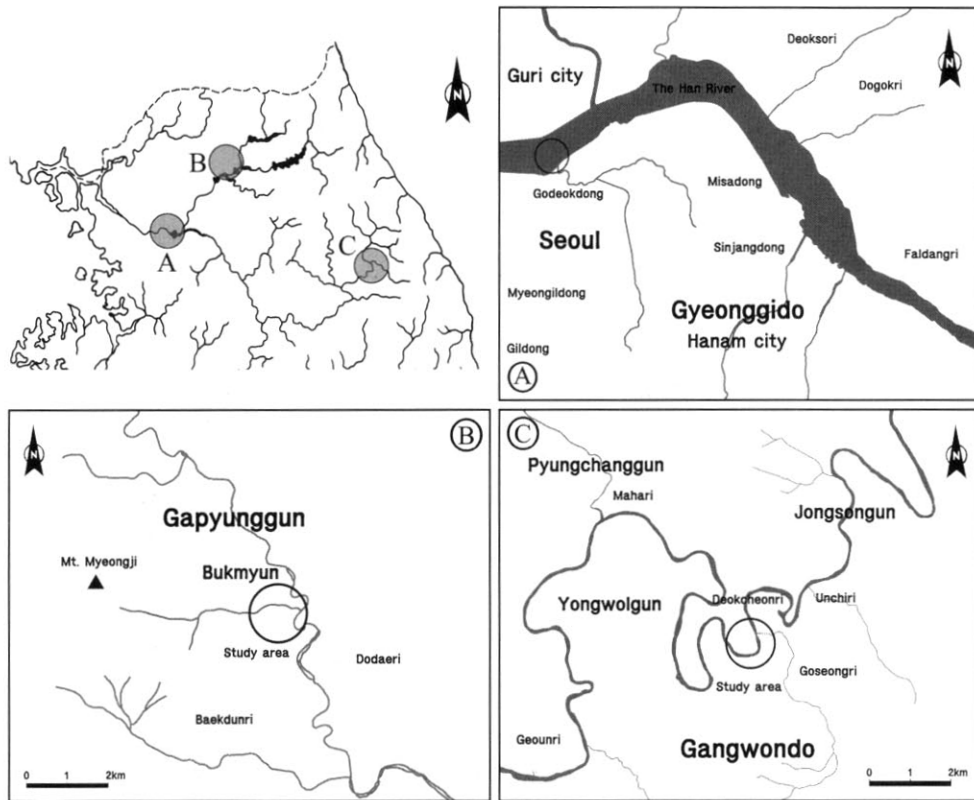 N
B
A
C
N
Deoksori
Guri city
Dogokri
The Han River
Misadong
Godeokdong
Seoul
Sinjangdong
Faldangri
Myeongildong
Gyeonggido
Hanam city
Gildong
A
N
B
Gapyunggun
Mt. Myeongji
Bukmyun
Study area
Dodaeri
Baekdunri
0 1 2km
C
N
Pyungchanggun
Mahari
Jongsongun
Yongwolgun
Deokcheonri
Unchiri
Goseongri
Study area
Geounri
Gangwondo
0 1 2km